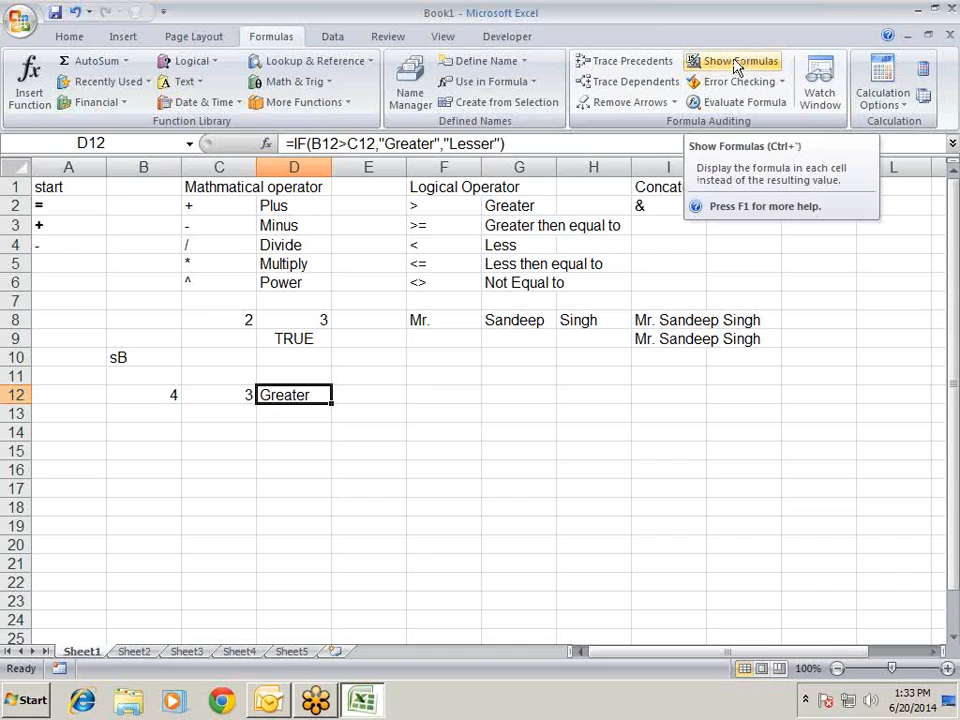 Book1 - Microsoft Excel
Home Insert Page Layout Formulas Data Review View Developer
fx Insert Function
Σ AutoSum
Recently Used
Financial
Logical
Text
Date & Time
Lookup & Reference
Math & Trig
More Functions
Function Library
Name Manager
Define Name
Use in Formula
Create from Selection
Defined Names
Trace Precedents
Trace Dependents
Remove Arrows
Show Formulas
Error Checking
Evaluate Formula
Formula Auditing
Watch Window
Calculation Options
Calculation
D12 fx =IF(B12>C12,"Greater","Lesser")
Show Formulas (Ctrl+`)
Display the formula in each cell
instead of the resulting value.
Press F1 for more help.
A B C D E F G H I L
1 start Mathmatical operator Logical Operator Concat
2 = + Plus > Greater &
3 + - Minus >= Greater then equal to
4 - / Divide < Less
5 * Multiply <= Less then equal to
6 ^ Power <> Not Equal to
7
8 2 3 Mr. Sandeep Singh Mr. Sandeep Singh
9 TRUE Mr. Sandeep Singh
10 sB
11
12 4 3 Greater
13
14
15
16
17
18
19
20
21
22
23
24
25
Sheet1 Sheet2 Sheet3 Sheet4 Sheet5
Ready 100%
Start 1:33 PM
6/20/2014